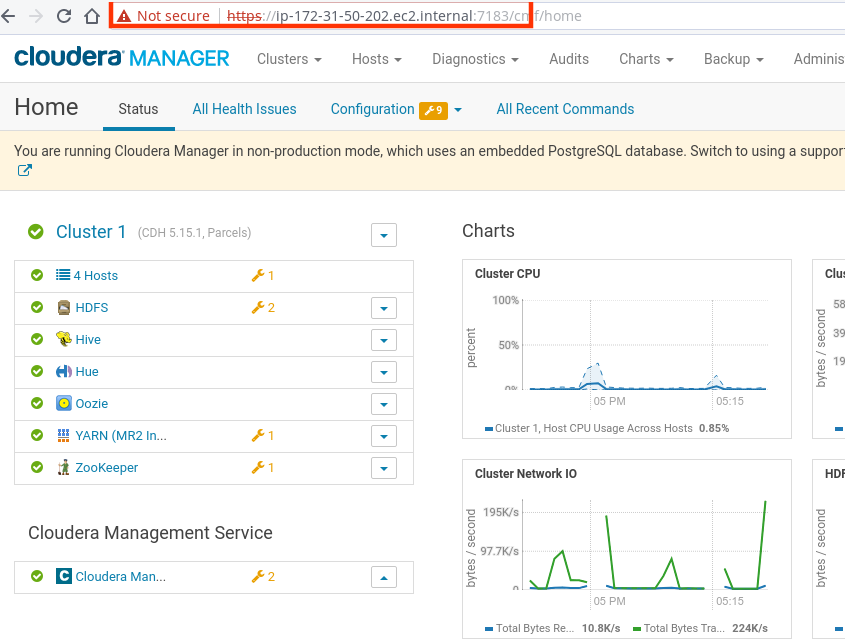 Not secure https://ip-172-31-50-202.ec2.internal:7183/cmf/home
cloudera MANAGER Clusters Hosts Diagnostics Audits Charts Backup Adminis
Home Status All Health Issues Configuration 9 All Recent Commands
You are running Cloudera Manager in non-production mode, which uses an embedded PostgreSQL database. Switch to using a suppor
Cluster 1 (CDH 5.15.1, Parcels)
4 Hosts 1
HDFS 2
Hive
Hue
Oozie
YARN (MR2 In... 1
ZooKeeper 1
Cloudera Management Service
C Cloudera Man... 2
Charts
Cluster CPU
percent
100%
50%
0%
05 PM 05:15
Cluster 1, Host CPU Usage Across Hosts 0.85%
Clus
bytes / second
58
39
19
Cluster Network IO
bytes / second
195K/s
97.7K/s
0
05 PM 05:15
Total Bytes Re... 10.8K/s Total Bytes Tra... 224K/s
HDF
bytes / second